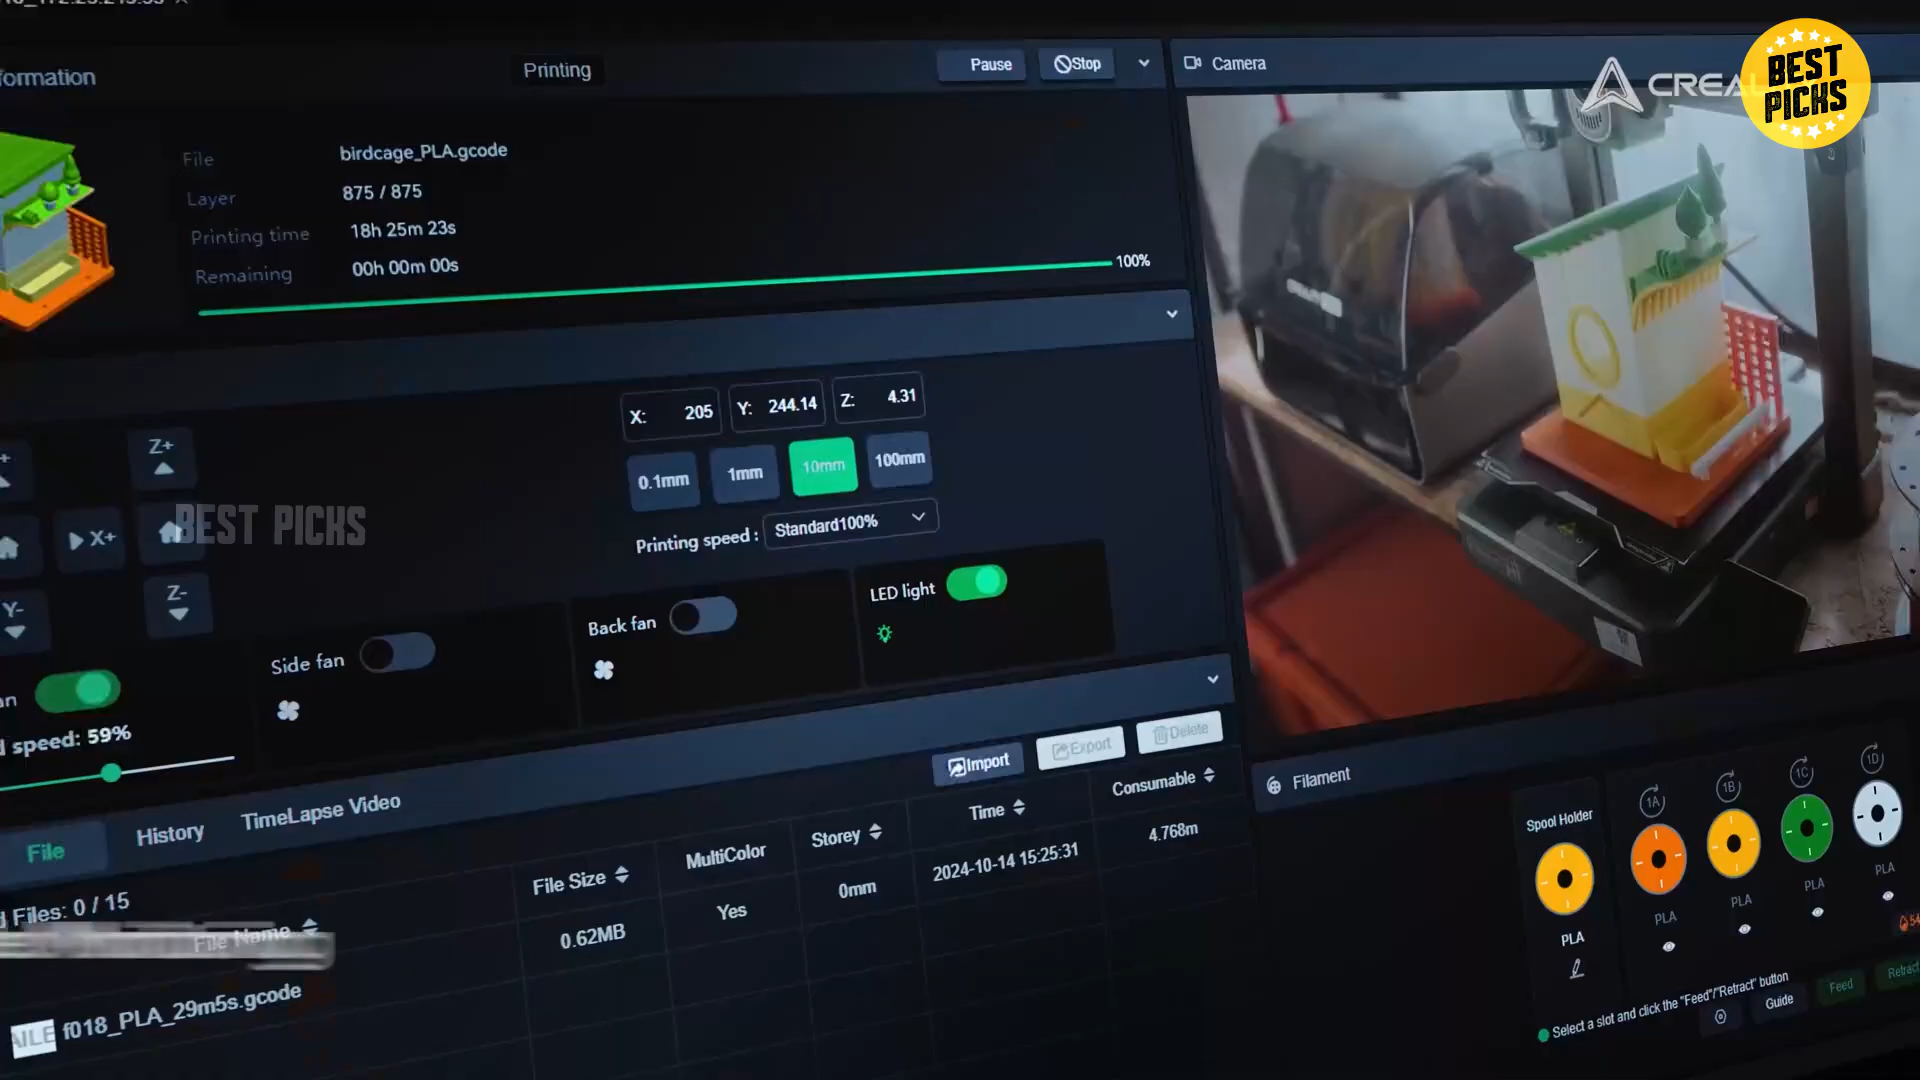 Printing
Pause
Stop
Camera
CREAL
BEST
PICKS
File
birdcage_PLA.gcode
Layer
875 / 875
Printing time
18h 25m 23s
Remaining
00h 00m 00s
100%
X: 205
Y: 244.14
Z: 4.31
0.1mm
1mm
10mm
100mm
Printing speed :
Standard100%
Z+
X+
Z-
Y-
BEST PICKS
Side fan
Back fan
LED light
speed: 59%
Import
Export
Delete
File
History
TimeLapse Video
Files: 0 / 15
File Name
File Size
MultiColor
Storey
Time
Consumable
f018_PLA_29m5s.gcode
0.62MB
Yes
0mm
2024-10-14 15:25:31
4.768m
Filament
Spool Holder
PLA
1A
PLA
1B
PLA
1C
PLA
1D
PLA
Select a slot and click the "Feed"/"Retract" button
Guide
Feed
Retract